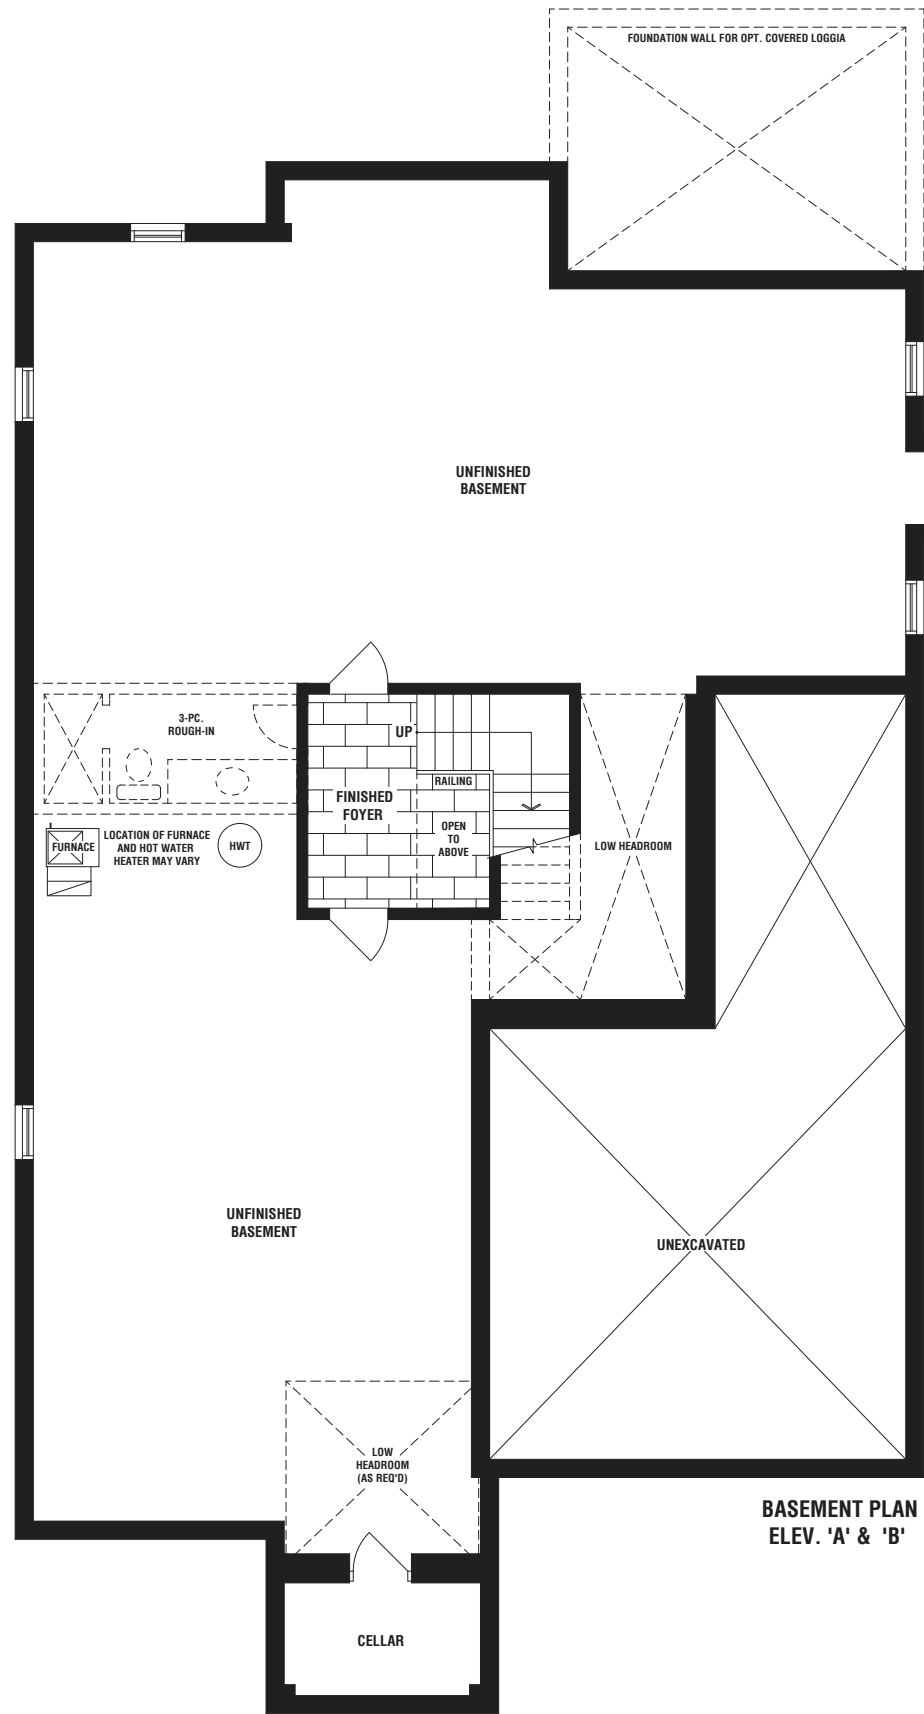 FOUNDATION WALL FOR OPT. COVERED LOGGIA
UNFINISHED
BASEMENT
3-PC.
ROUGH-IN
UP
RAILING
FINISHED
FOYER
OPEN
TO
ABOVE
LOW HEADROOM
FURNACE
LOCATION OF FURNACE
AND HOT WATER
HEATER MAY VARY
HWT
UNFINISHED
BASEMENT
UNEXCAVATED
LOW
HEADROOM
(AS REQ'D)
BASEMENT PLAN
ELEV. 'A' & 'B'
CELLAR